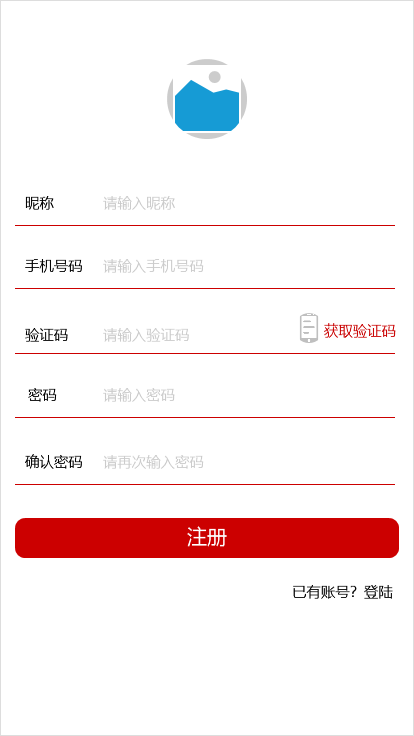 昵称 请输入昵称
手机号码 请输入手机号码
验证码 请输入验证码 获取验证码
密码 请输入密码
确认密码 请再次输入密码
注册
已有账号？登陆